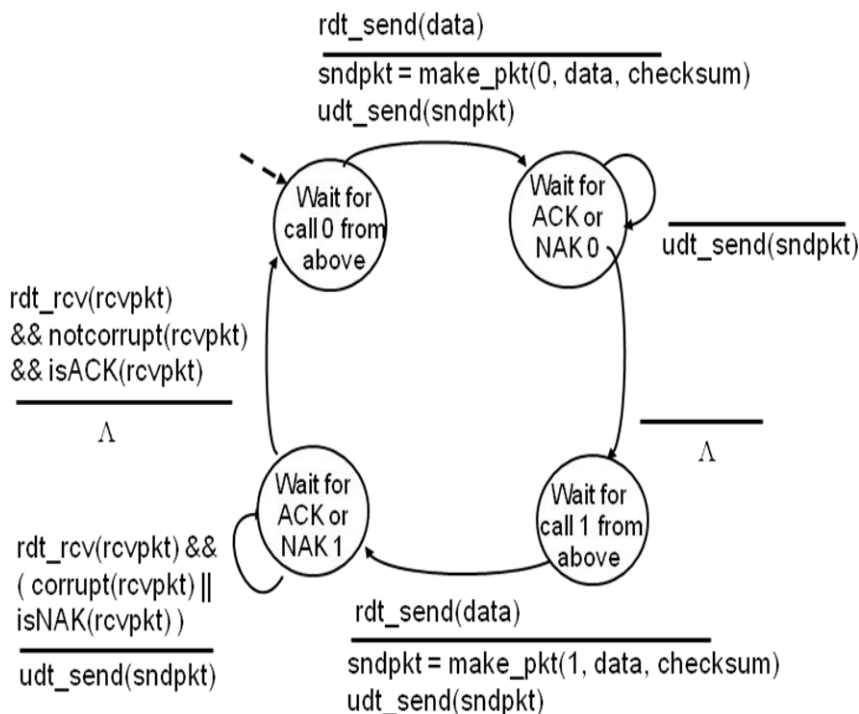 rdt_send(data)
sndpkt = make_pkt(0, data, checksum)
udt_send(sndpkt)
Wait for
call 0 from
above
Wait for
ACK or
NAK 0
udt_send(sndpkt)
rdt_rcv(rcvpkt)
&& notcorrupt(rcvpkt)
&& isACK(rcvpkt)
Λ
Λ
Wait for
ACK or
NAK 1
Wait for
call 1 from
above
rdt_rcv(rcvpkt) &&
( corrupt(rcvpkt) ||
isNAK(rcvpkt) )
udt_send(sndpkt)
rdt_send(data)
sndpkt = make_pkt(1, data, checksum)
udt_send(sndpkt)